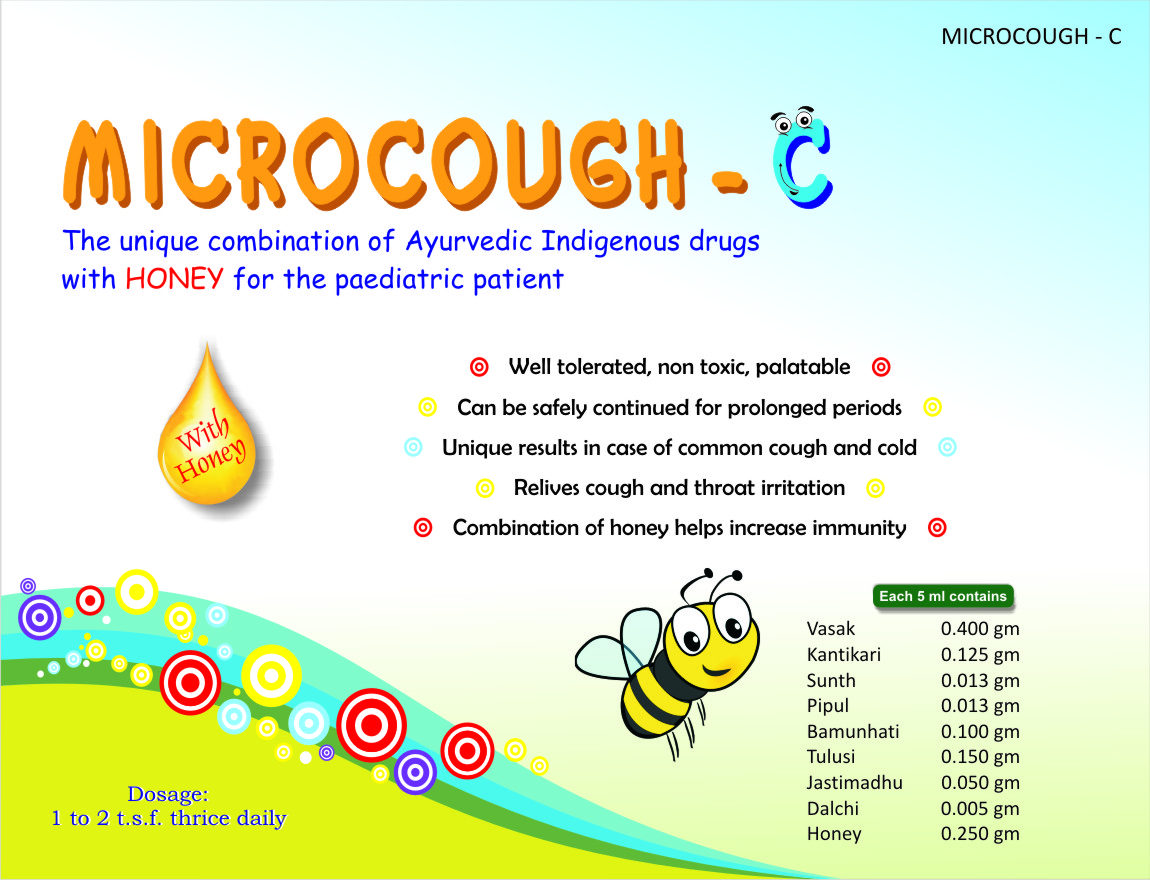 MICROCOUGH - C
MICROCOUGH - C
The unique combination of Ayurvedic Indigenous drugs
with HONEY for the paediatric patient
With
Honey
Well tolerated, non toxic, palatable
Can be safely continued for prolonged periods
Unique results in case of common cough and cold
Relives cough and throat irritation
Combination of honey helps increase immunity
Each 5 ml contains
Vasak 0.400 gm
Kantikari 0.125 gm
Sunth 0.013 gm
Pipul 0.013 gm
Bamunhati 0.100 gm
Tulusi 0.150 gm
Jastimadhu 0.050 gm
Dalchi 0.005 gm
Honey 0.250 gm
Dosage:
1 to 2 t.s.f. thrice daily